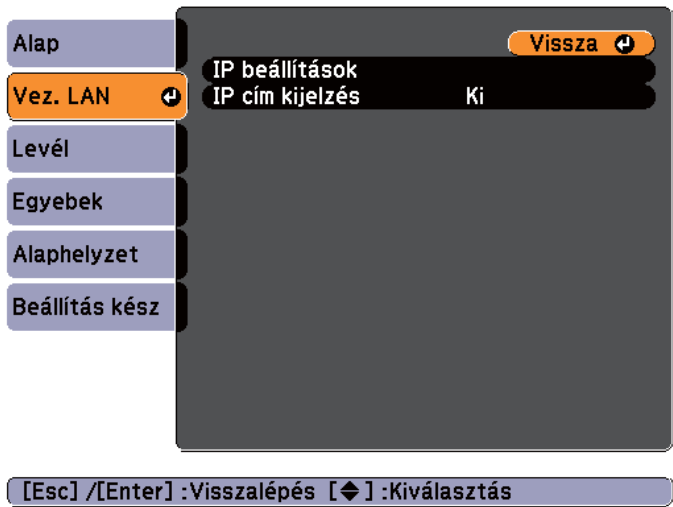 Alap
Vez. LAN
Levél
Egyebek
Alaphelyzet
Beállítás kész
Vissza
IP beállítások
IP cím kijelzés Ki
[Esc] /[Enter] :Visszalépés [◆] :Kiválasztás